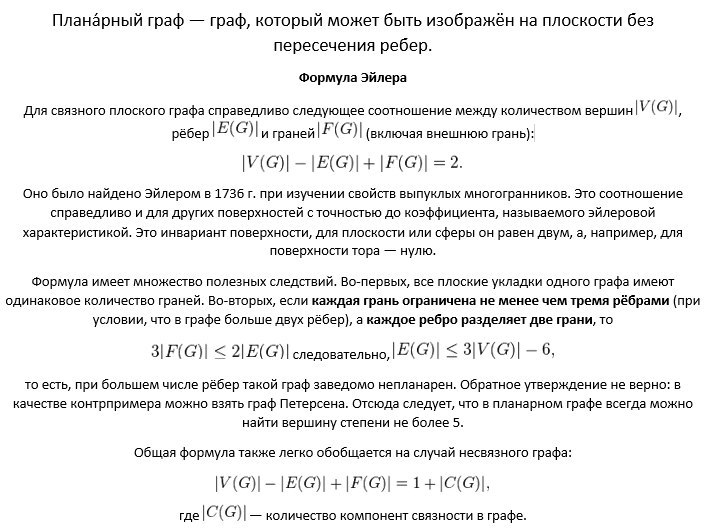 Плана́рный граф — граф, который может быть изображён на плоскости без
пересечения ребер.
Формула Эйлера
Для связного плоского графа справедливо следующее соотношение между количеством вершин |V(G)|,
рёбер |E(G)| и граней |F(G)| (включая внешнюю грань):
|V(G)| − |E(G)| + |F(G)| = 2.
Оно было найдено Эйлером в 1736 г. при изучении свойств выпуклых многогранников. Это соотношение
справедливо и для других поверхностей с точностью до коэффициента, называемого эйлеровой
характеристикой. Это инвариант поверхности, для плоскости или сферы он равен двум, а, например, для
поверхности тора — нулю.
Формула имеет множество полезных следствий. Во-первых, все плоские укладки одного графа имеют
одинаковое количество граней. Во-вторых, если каждая грань ограничена не менее чем тремя рёбрами (при
условии, что в графе больше двух рёбер), а каждое ребро разделяет две грани, то
3|F(G)| ≤ 2|E(G)| следовательно, |E(G)| ≤ 3|V(G)| − 6,
то есть, при большем числе рёбер такой граф заведомо непланарен. Обратное утверждение не верно: в
качестве контрпримера можно взять граф Петерсена. Отсюда следует, что в планарном графе всегда можно
найти вершину степени не более 5.
Общая формула также легко обобщается на случай несвязного графа:
|V(G)| − |E(G)| + |F(G)| = 1 + |C(G)|,
где |C(G)| — количество компонент связности в графе.